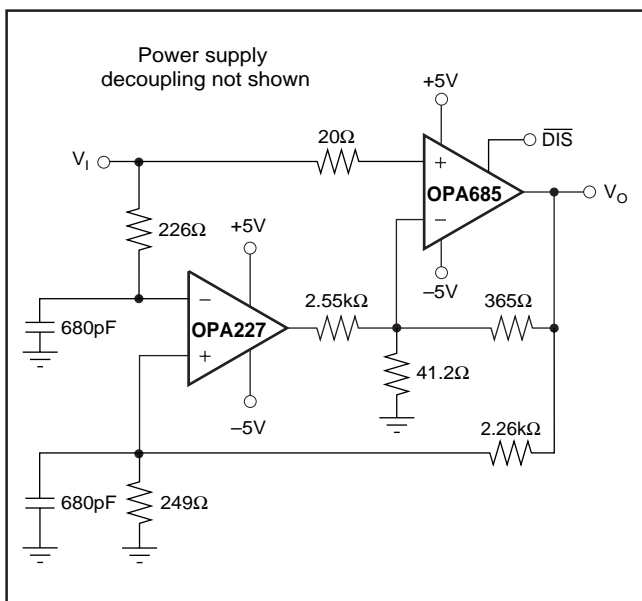 Power supply
decoupling not shown
+5V
20Ω
DIS
V_I
+
OPA685
V_O
−
226Ω
+5V
−5V
2.55kΩ
365Ω
−
680pF
OPA227
+
41.2Ω
−5V
2.26kΩ
680pF
249Ω